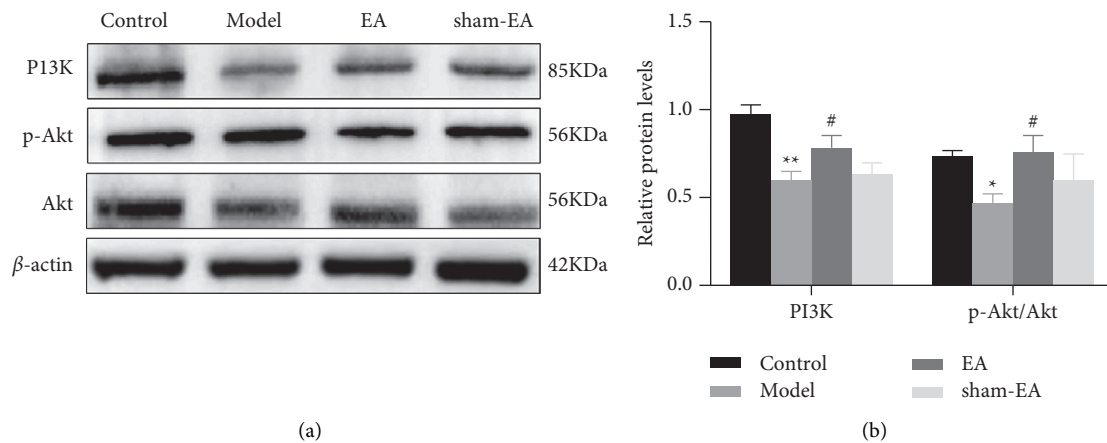 Control Model EA sham-EA
P13K 85KDa
p-Akt 56KDa
Akt 56KDa
β-actin 42KDa
(a)
1.5
1.0
0.5
0.0
Relative protein levels
** # * #
PI3K p-Akt/Akt
Control EA
Model sham-EA
(b)